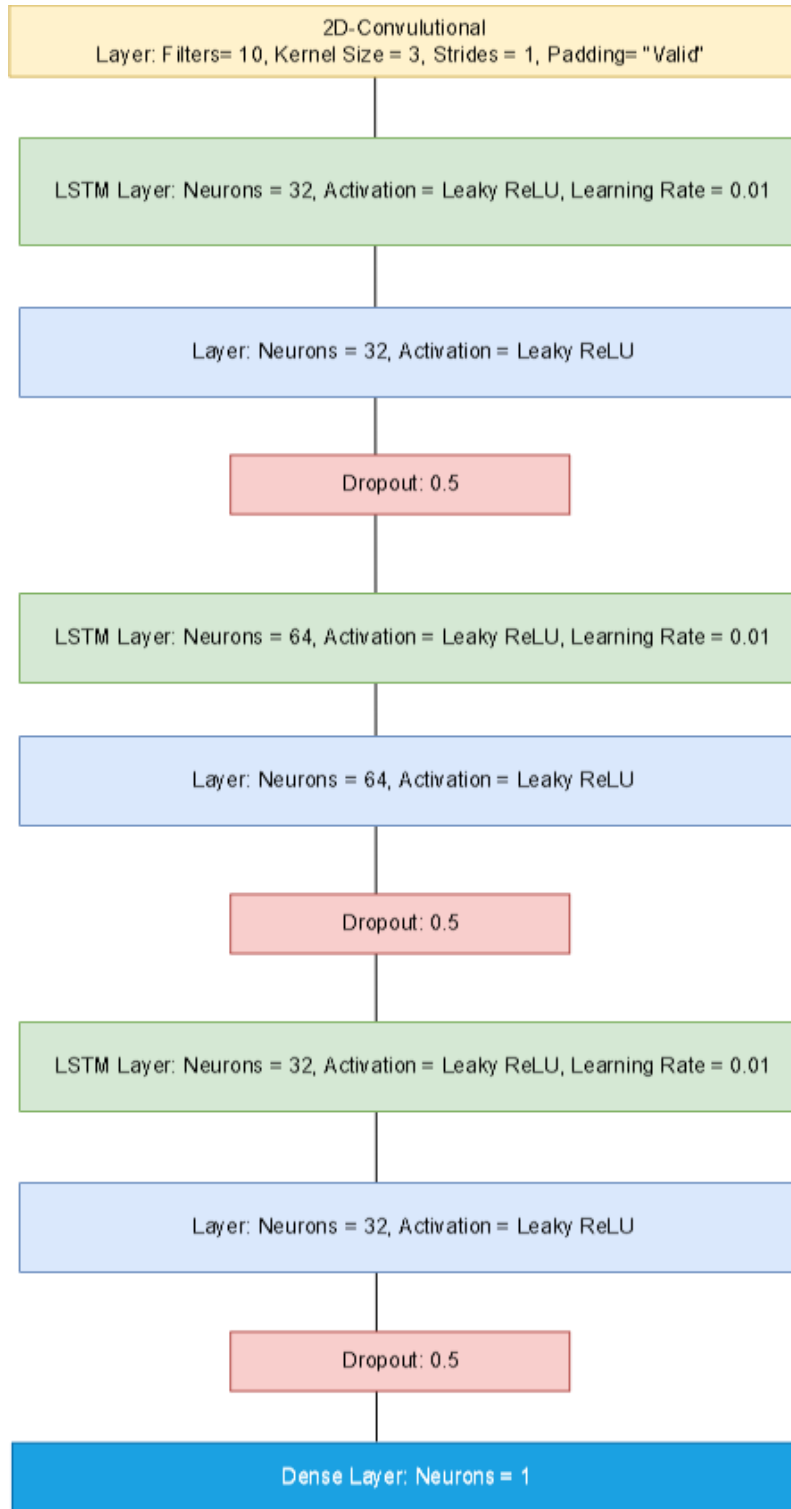 2D-Convulutional
Layer: Filters= 10, Kernel Size = 3, Strides = 1, Padding= "Valid"
LSTM Layer: Neurons = 32, Activation = Leaky ReLU, Learning Rate = 0.01
Layer: Neurons = 32, Activation = Leaky ReLU
Dropout: 0.5
LSTM Layer: Neurons = 64, Activation = Leaky ReLU, Learning Rate = 0.01
Layer: Neurons = 64, Activation = Leaky ReLU
Dropout: 0.5
LSTM Layer: Neurons = 32, Activation = Leaky ReLU, Learning Rate = 0.01
Layer: Neurons = 32, Activation = Leaky ReLU
Dropout: 0.5
Dense Layer: Neurons = 1